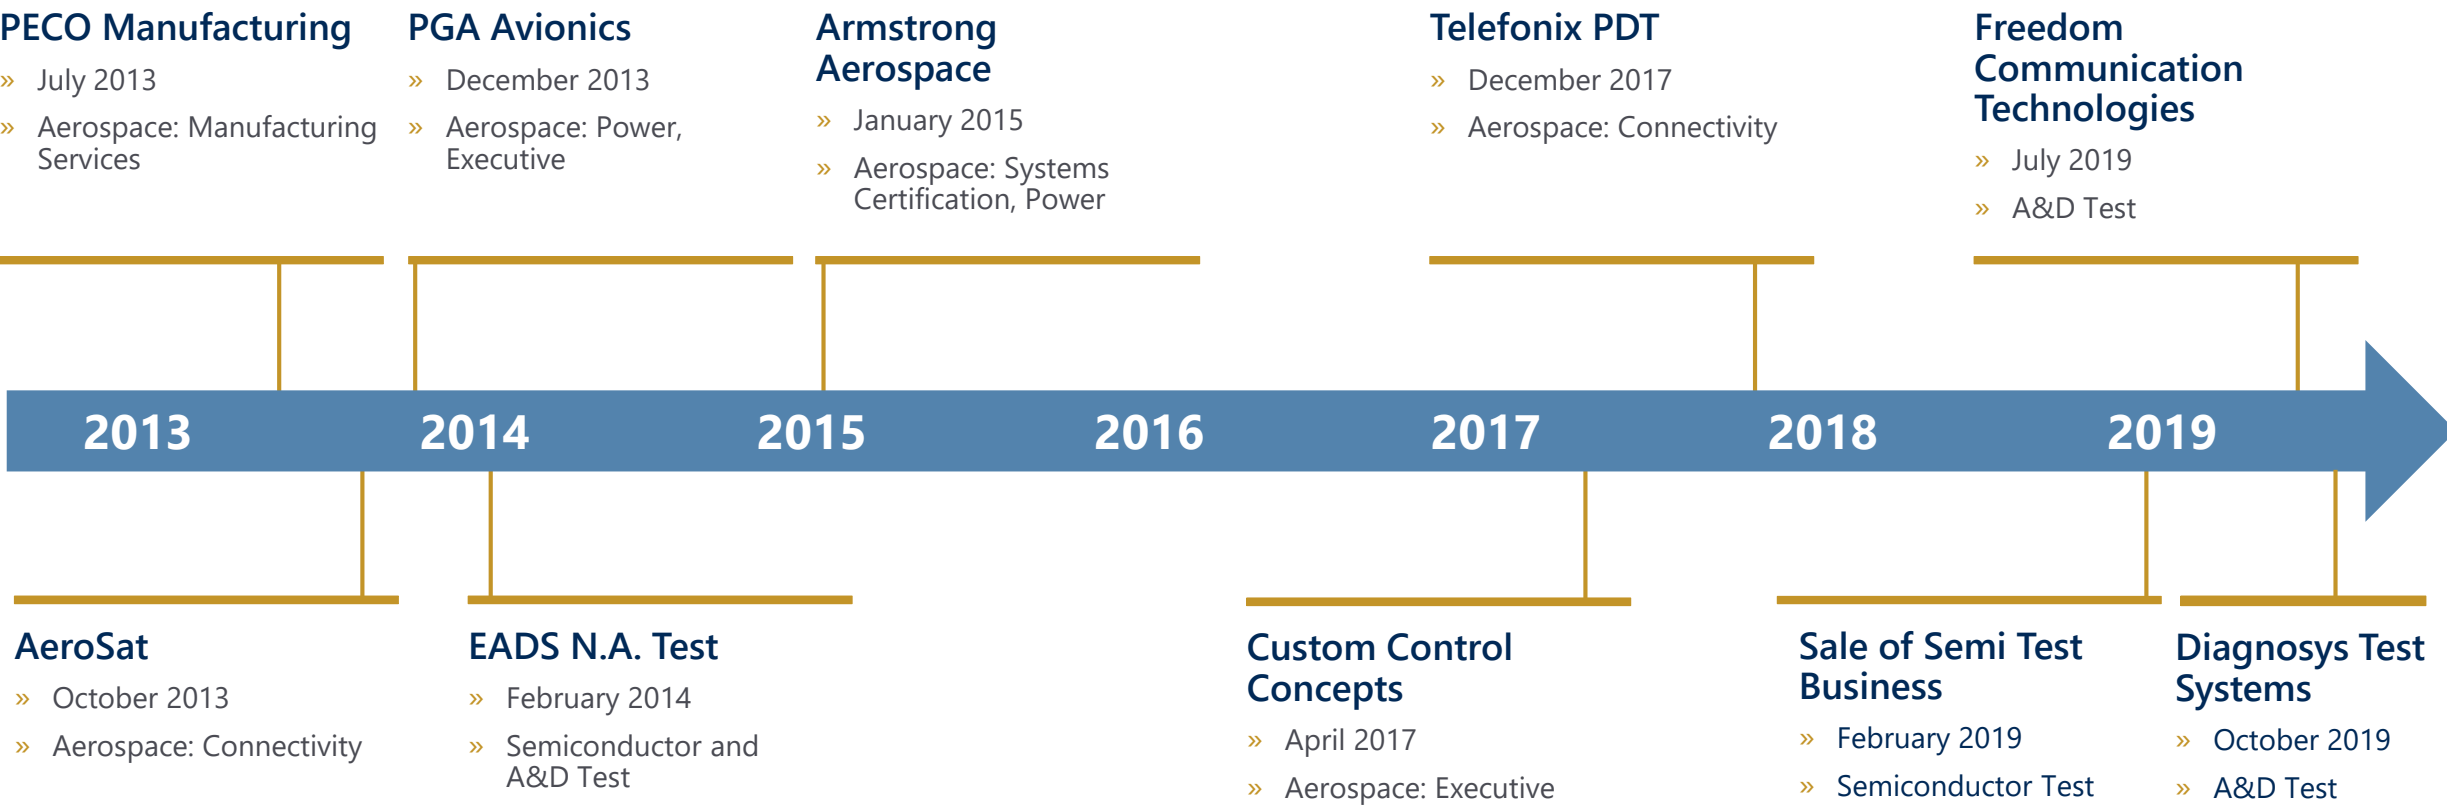 PECO Manufacturing
» July 2013
» Aerospace: Manufacturing
Services
PGA Avionics
» December 2013
» Aerospace: Power,
Executive
Armstrong
Aerospace
» January 2015
» Aerospace: Systems
Certification, Power
Telefonix PDT
» December 2017
» Aerospace: Connectivity
Freedom
Communication
Technologies
» July 2019
» A&D Test
2013
2014
2015
2016
2017
2018
2019
AeroSat
» October 2013
» Aerospace: Connectivity
EADS N.A. Test
» February 2014
» Semiconductor and
A&D Test
Custom Control
Concepts
» April 2017
» Aerospace: Executive
Sale of Semi Test
Business
» February 2019
» Semiconductor Test
Diagnosys Test
Systems
» October 2019
» A&D Test